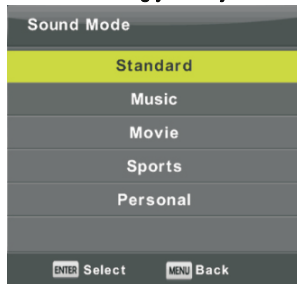 Sound Mode
Standard
Music
Movie
Sports
Personal
ENTER Select MENU Back